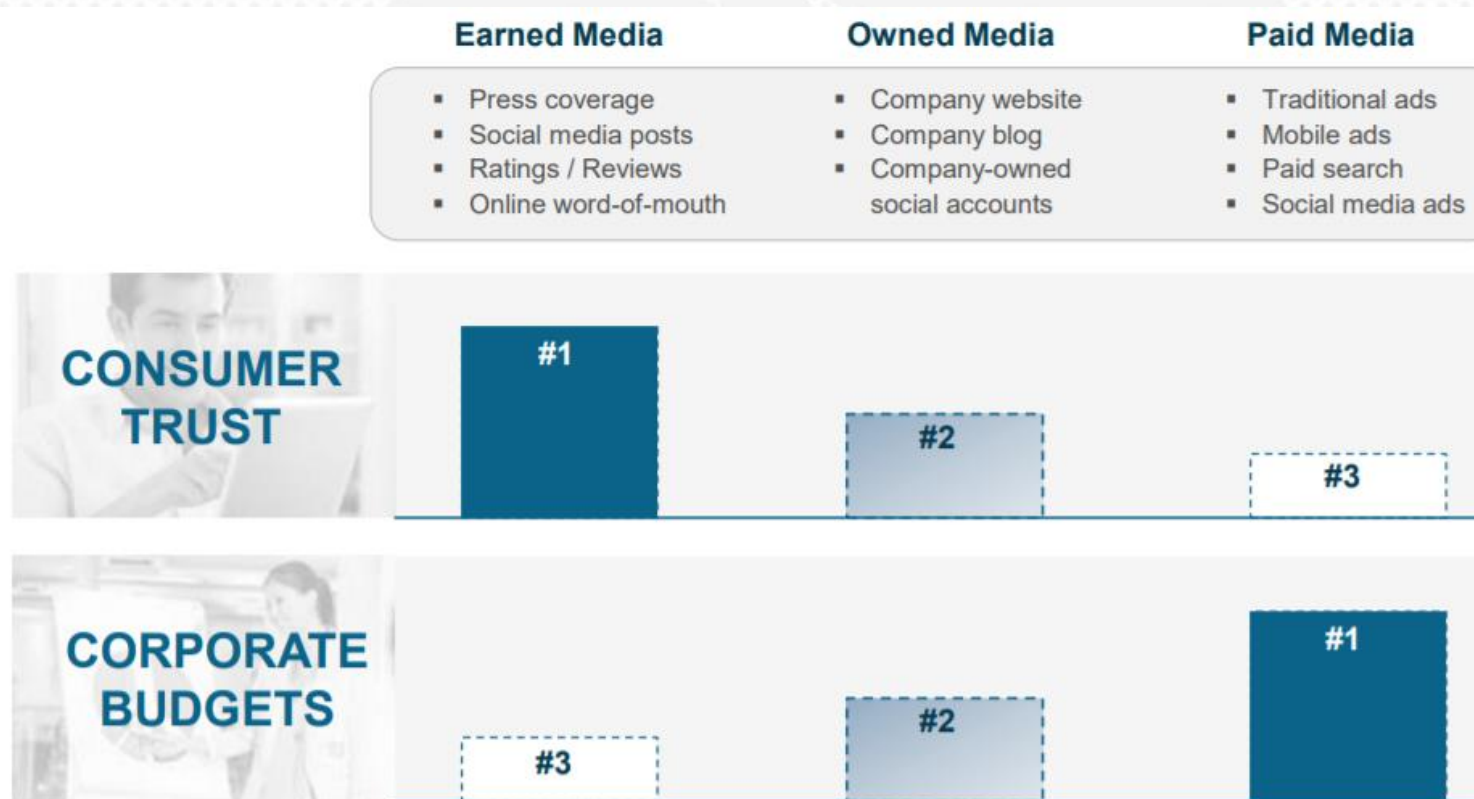 Earned Media
Owned Media
Paid Media
▪ Press coverage
▪ Social media posts
▪ Ratings / Reviews
▪ Online word-of-mouth
▪ Company website
▪ Company blog
▪ Company-owned
social accounts
▪ Traditional ads
▪ Mobile ads
▪ Paid search
▪ Social media ads
CONSUMER
TRUST
#1
#2
#3
CORPORATE
BUDGETS
#3
#2
#1